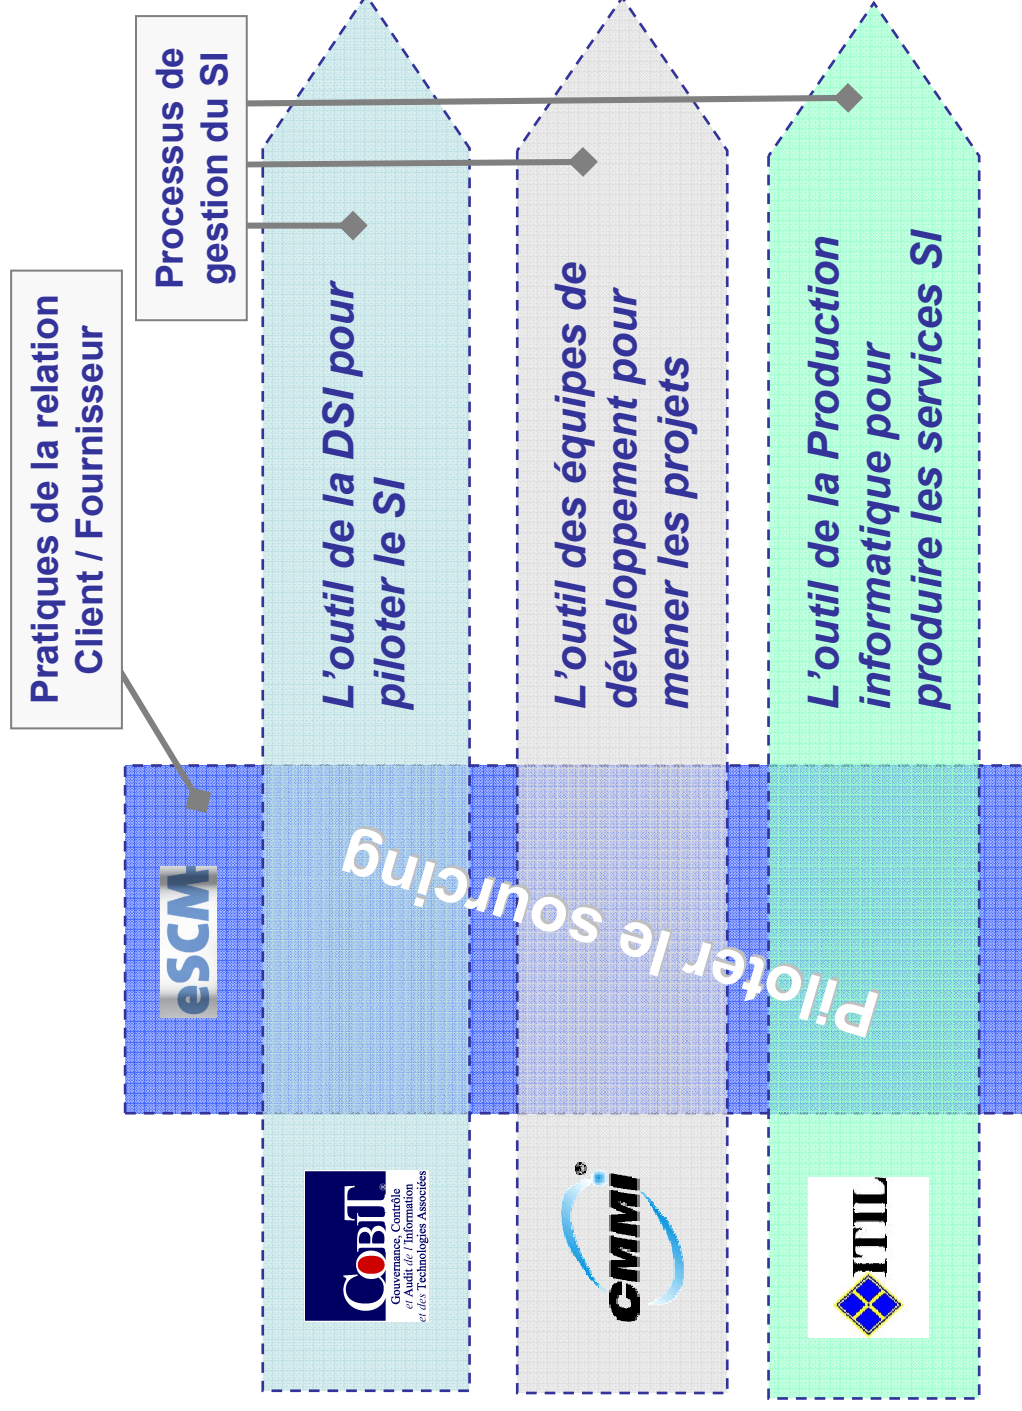 Pratiques de la relation
Client / Fournisseur
Processus de
gestion du SI
eSCM
COBIT®
Gouvernance, Contrôle
et Audit de l'Information
et des Technologies Associées
L'outil de la DSI pour
piloter le SI
CMMI®
L'outil des équipes de
développement pour
mener les projets
ITIL
L'outil de la Production
informatique pour
produire les services SI
Piloter le sourcing